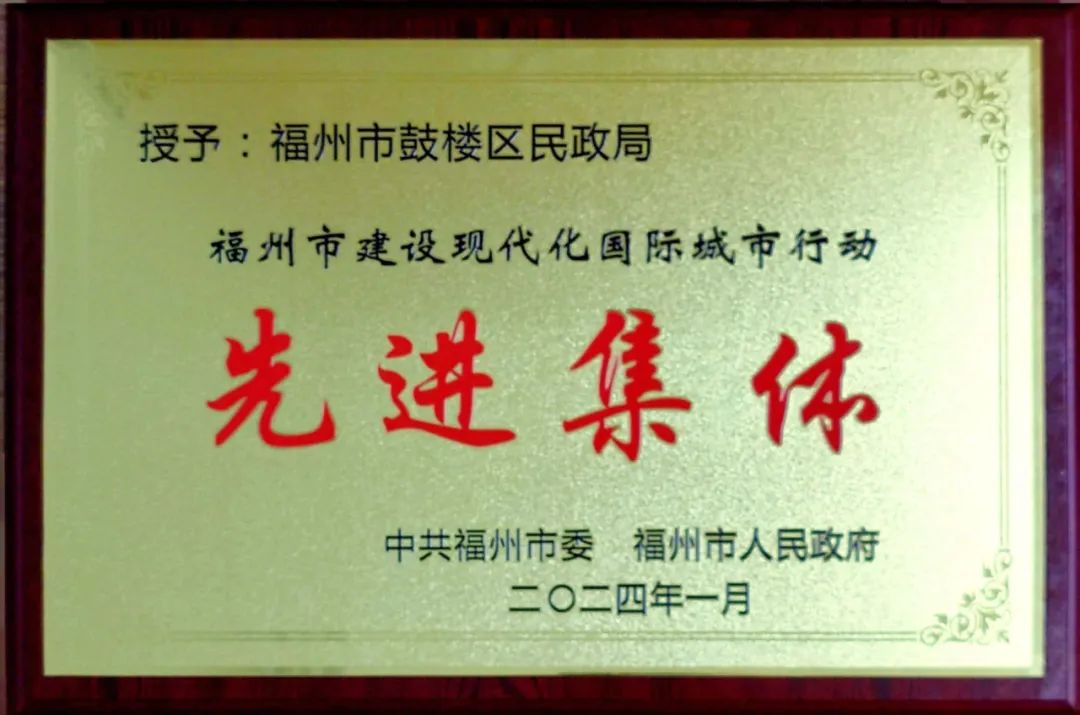 授予：福州市鼓楼区民政局
福州市建设现代化国际城市行动
先进集体
中共福州市委 福州市人民政府
二〇二四年一月